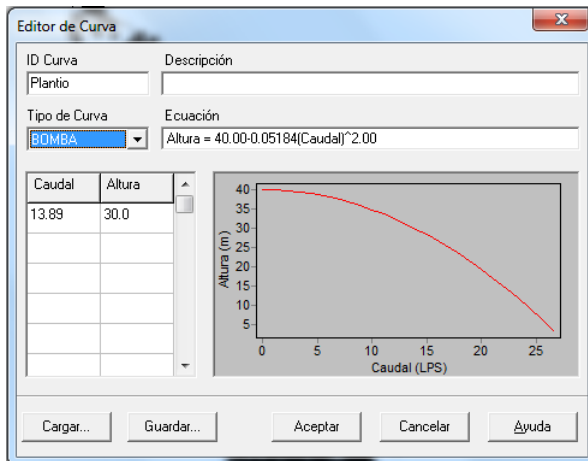 Editor de Curva
ID Curva Descripción
Plantio
Tipo de Curva Ecuación
BOMBA Altura = 40.00-0.05184(Caudal)^2.00
Caudal Altura
13.89 30.0
40
35
30
25
20
15
10
5
Altura (m)
0 5 10 15 20 25
Caudal (LPS)
Cargar... Guardar... Aceptar Cancelar Ayuda